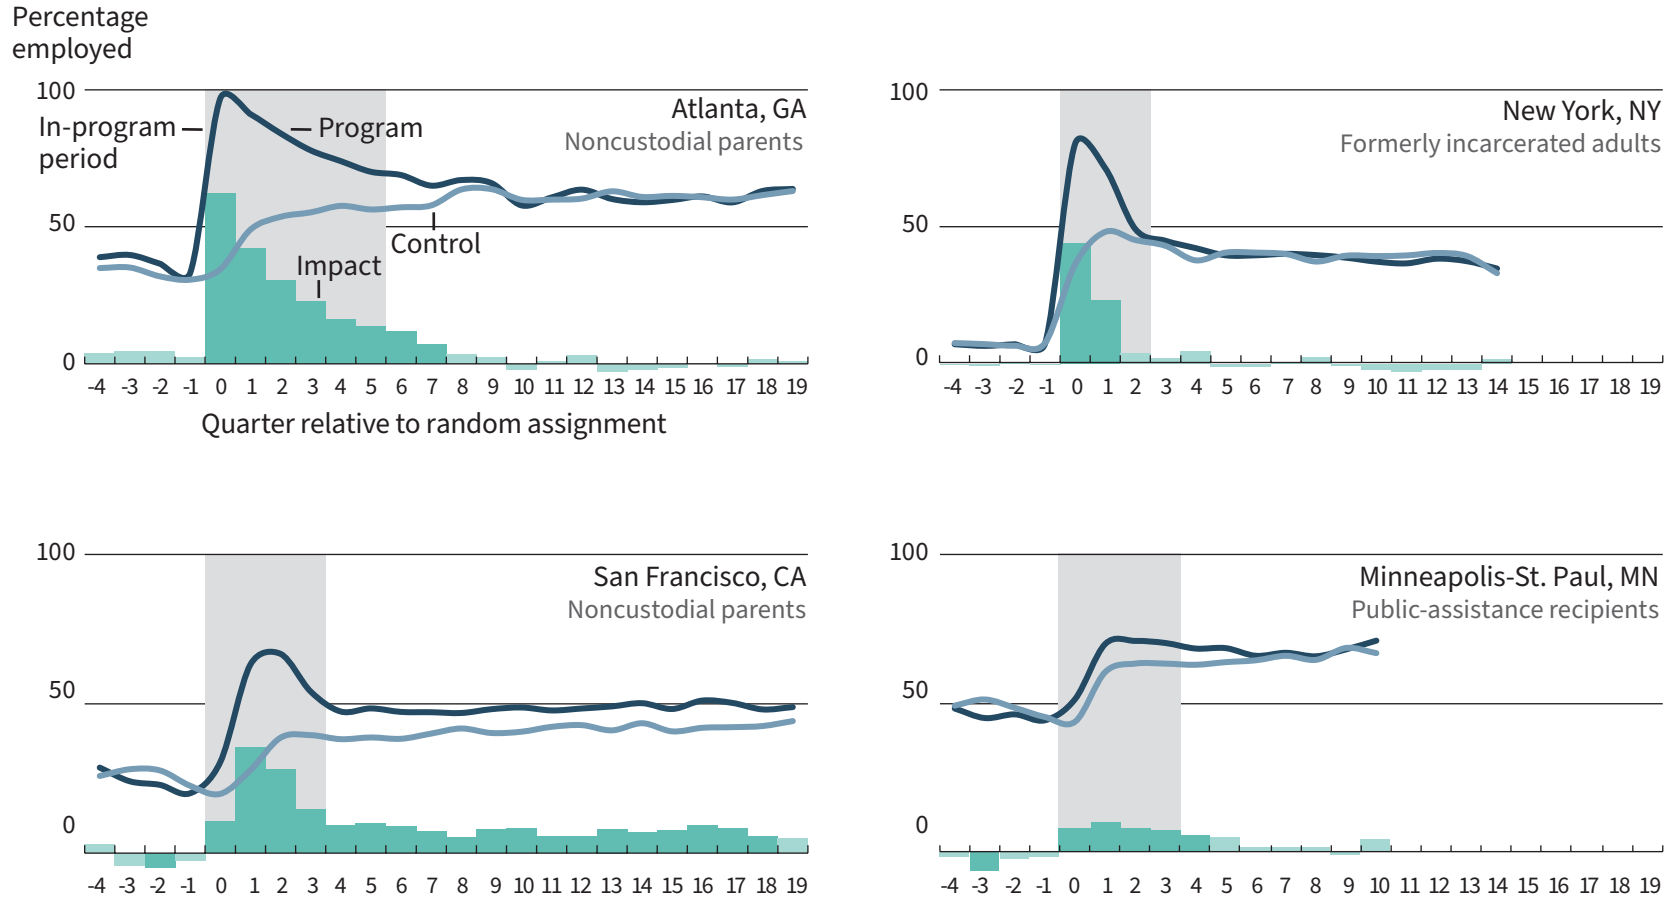 Percentage
employed
100
In-program
period
Program
Atlanta, GA
Noncustodial parents
50
Control
Impact
0
-4 -3 -2 -1 0 1 2 3 4 5 6 7 8 9 10 11 12 13 14 15 16 17 18 19
Quarter relative to random assignment
100
New York, NY
Formerly incarcerated adults
50
0
-4 -3 -2 -1 0 1 2 3 4 5 6 7 8 9 10 11 12 13 14 15 16 17 18 19
100
San Francisco, CA
Noncustodial parents
50
0
-4 -3 -2 -1 0 1 2 3 4 5 6 7 8 9 10 11 12 13 14 15 16 17 18 19
100
Minneapolis-St. Paul, MN
Public-assistance recipients
50
0
-4 -3 -2 -1 0 1 2 3 4 5 6 7 8 9 10 11 12 13 14 15 16 17 18 19